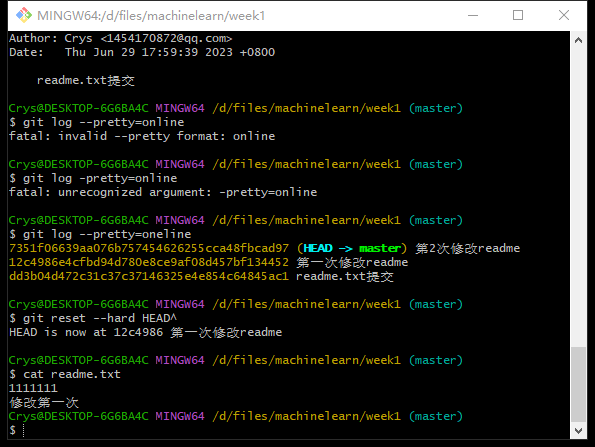 MINGW64:/d/files/machinelearn/week1
Author: Crys <1454170872@qq.com>
Date:   Thu Jun 29 17:59:39 2023 +0800
readme.txt提交
Crys@DESKTOP-6G6BA4C MINGW64 /d/files/machinelearn/week1 (master)
$ git log --pretty=online
fatal: invalid --pretty format: online
Crys@DESKTOP-6G6BA4C MINGW64 /d/files/machinelearn/week1 (master)
$ git log -pretty=online
fatal: unrecognized argument: -pretty=online
Crys@DESKTOP-6G6BA4C MINGW64 /d/files/machinelearn/week1 (master)
$ git log --pretty=oneline
7351f06639aa076b757454626255cca48fbcad97 (HEAD -> master) 第2次修改readme
12c4986e4cfbd94d780e8ce9af08d457bf134452 第一次修改readme
dd3b04d472c31c37c37146325e4e854c64845ac1 readme.txt提交
Crys@DESKTOP-6G6BA4C MINGW64 /d/files/machinelearn/week1 (master)
$ git reset --hard HEAD^
HEAD is now at 12c4986 第一次修改readme
Crys@DESKTOP-6G6BA4C MINGW64 /d/files/machinelearn/week1 (master)
$ cat readme.txt
1111111
修改第一次
Crys@DESKTOP-6G6BA4C MINGW64 /d/files/machinelearn/week1 (master)
$